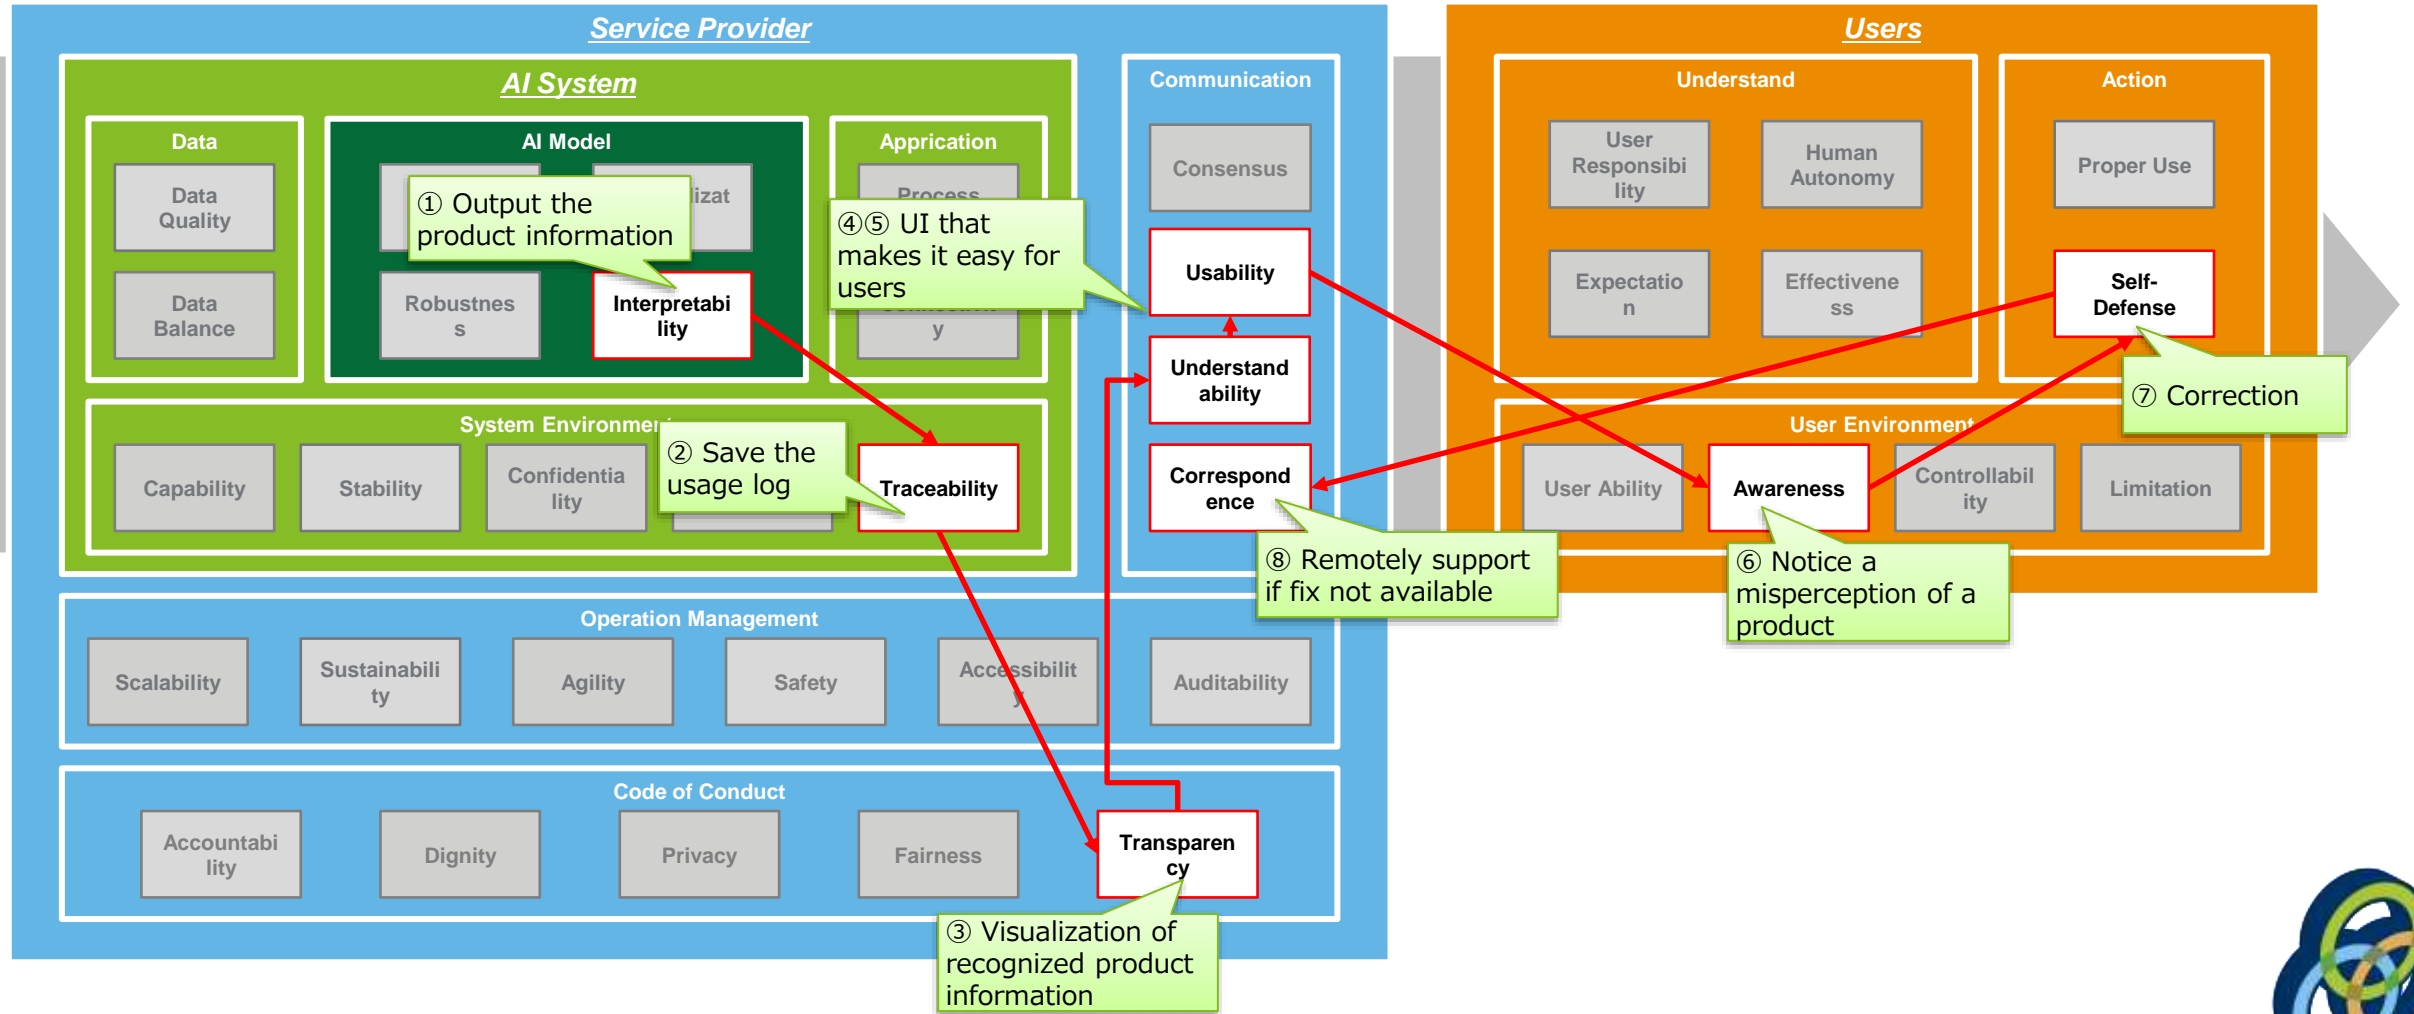 Service Provider
AI System
Data
Data
Quality
Data
Balance
AI Model
① Output the
product information
Robustnes
s
Interpretabi
lity
Apprication
Process
④⑤ UI that
makes it easy for
users
y
System Environment
Capability
Stability
Confidentia
lity
② Save the
usage log
Traceability
Communication
Consensus
Usability
Understand
ability
Correspond
ence
⑧ Remotely support
if fix not available
Operation Management
Scalability
Sustainabili
ty
Agility
Safety
Accessibilit
y
Auditability
Code of Conduct
Accountabi
lity
Dignity
Privacy
Fairness
Transparen
cy
③ Visualization of
recognized product
information
Users
Understand
User
Responsibi
lity
Human
Autonomy
Expectatio
n
Effectivene
ss
Action
Proper Use
Self-
Defense
⑦ Correction
User Environment
User Ability
Awareness
Controllabil
ity
Limitation
⑥ Notice a
misperception of a
product